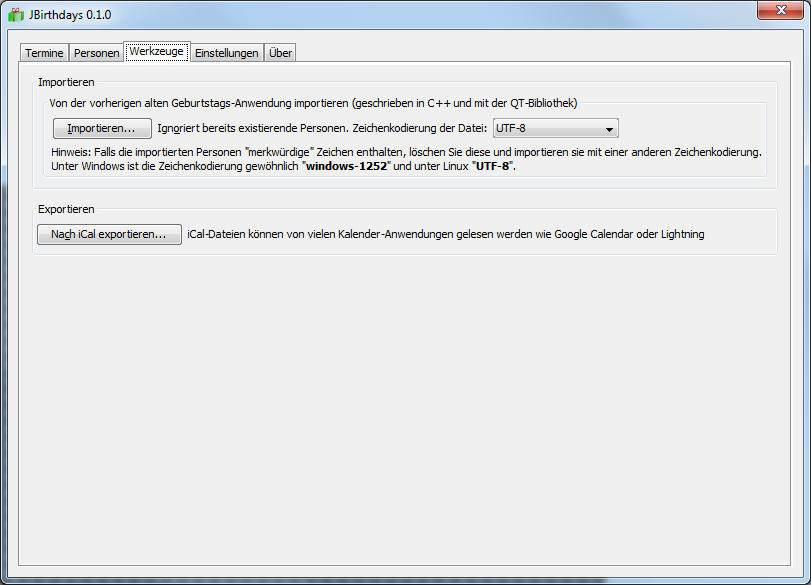 JBirthdays 0.1.0
Termine Personen Werkzeuge Einstellungen Über
Importieren
Von der vorherigen alten Geburtstags-Anwendung importieren (geschrieben in C++ und mit der QT-Bibliothek)
Importieren... Ignoriert bereits existierende Personen. Zeichenkodierung der Datei: UTF-8
Hinweis: Falls die importierten Personen "merkwürdige" Zeichen enthalten, löschen Sie diese und importieren sie mit einer anderen Zeichenkodierung.
Unter Windows ist die Zeichenkodierung gewöhnlich "windows-1252" und unter Linux "UTF-8".
Exportieren
Nach iCal exportieren... iCal-Dateien können von vielen Kalender-Anwendungen gelesen werden wie Google Calendar oder Lightning